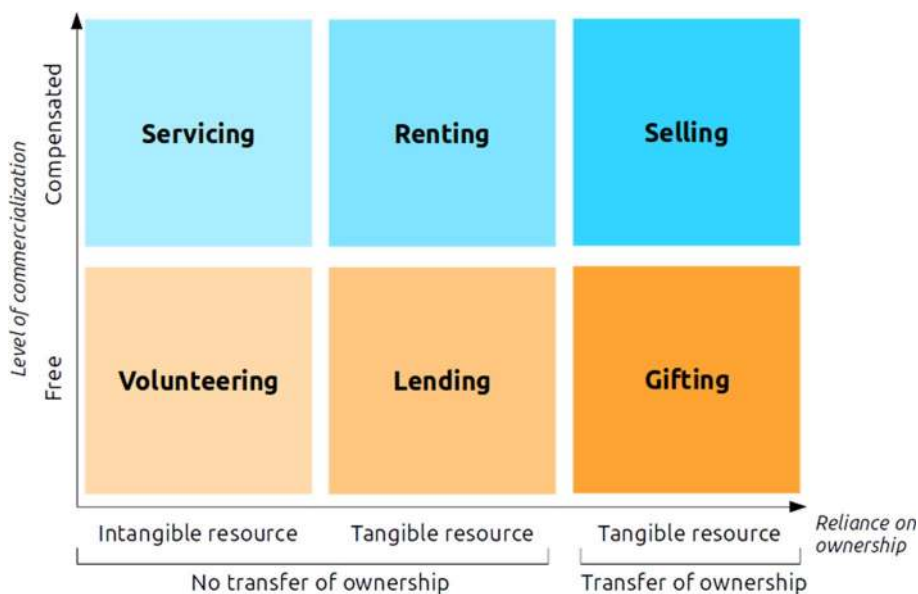 Level of commercialization
Compensated
Servicing
Renting
Selling
Free
Volunteering
Lending
Gifting
Intangible resource
Tangible resource
Tangible resource
Reliance on
ownership
No transfer of ownership
Transfer of ownership